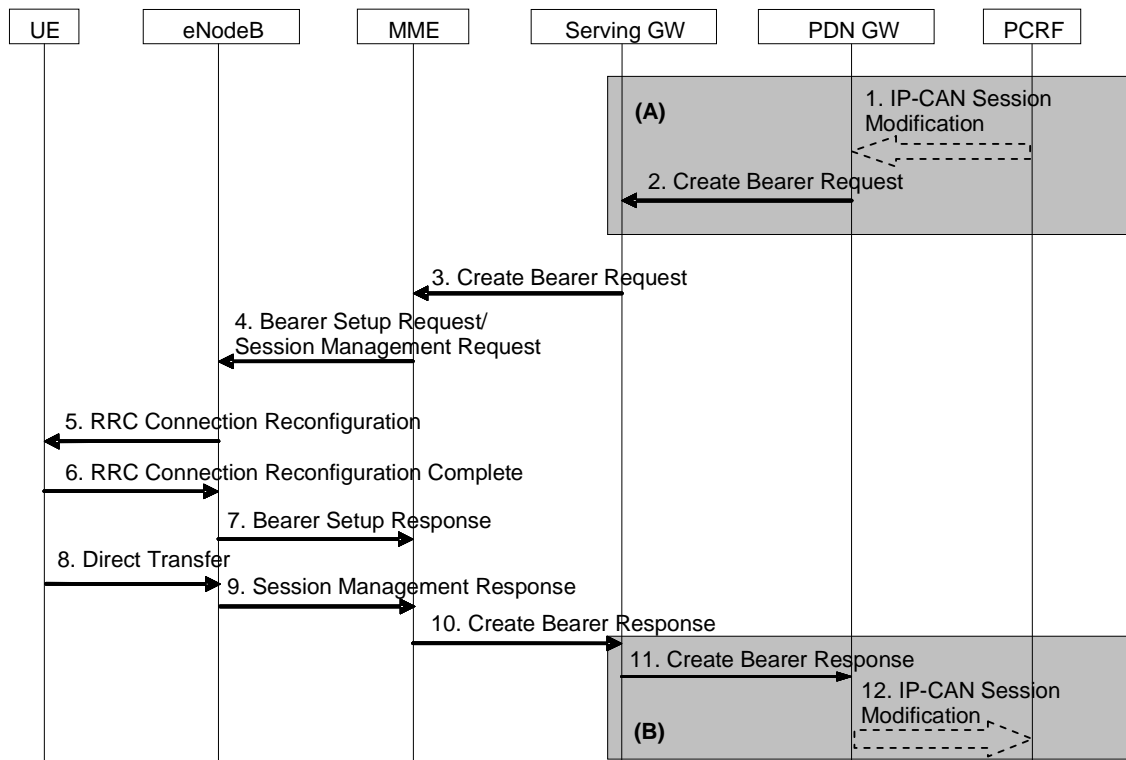 UE
eNodeB
MME
Serving GW
PDN GW
PCRF
(A)
1. IP-CAN Session
Modification
2. Create Bearer Request
3. Create Bearer Request
4. Bearer Setup Request/
Session Management Request
5. RRC Connection Reconfiguration
6. RRC Connection Reconfiguration Complete
7. Bearer Setup Response
8. Direct Transfer
9. Session Management Response
10. Create Bearer Response
11. Create Bearer Response
12. IP-CAN Session
Modification
(B)